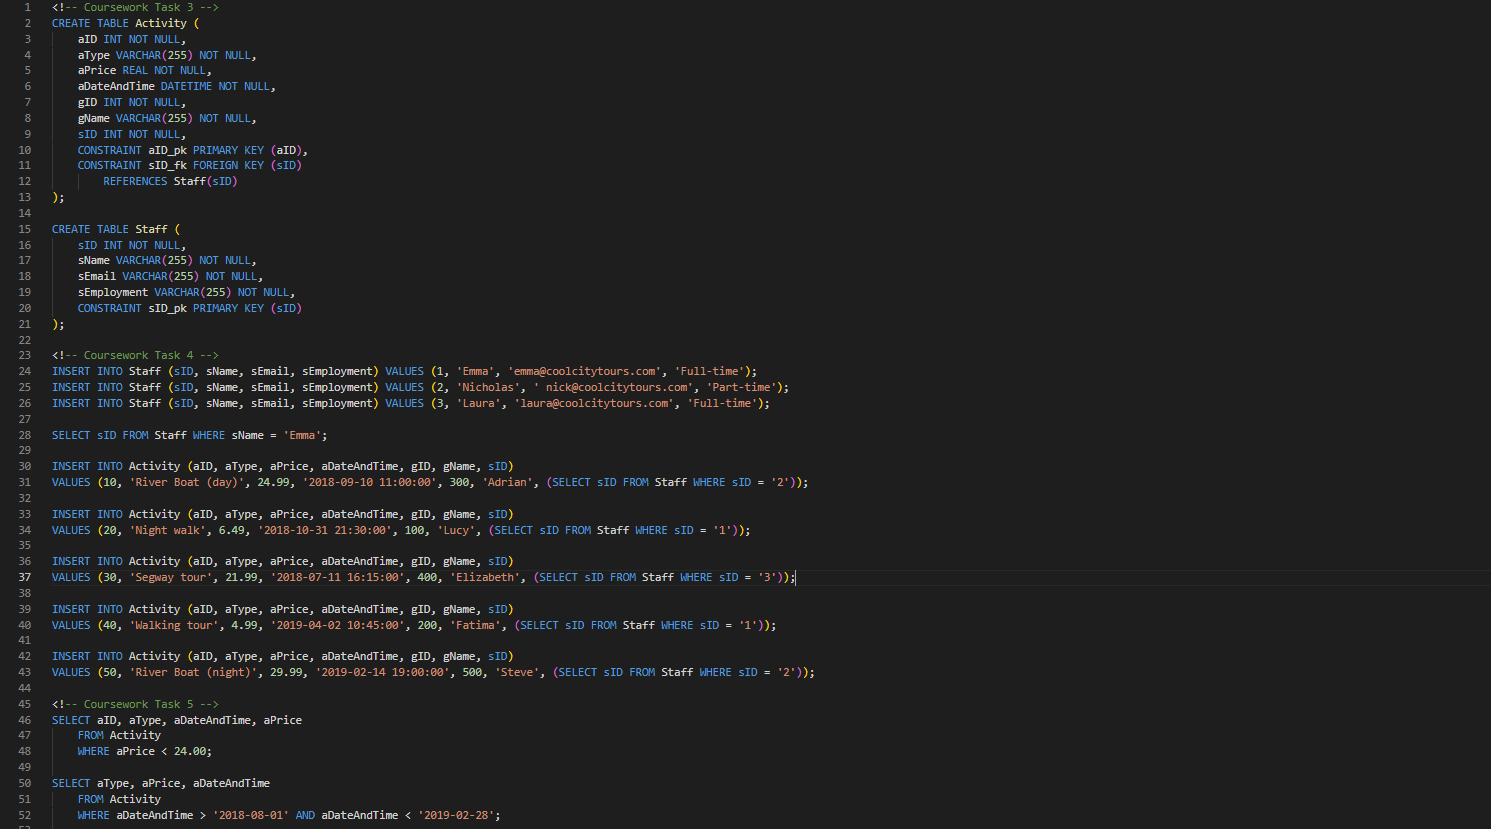 1 <!-- Coursework Task 3 -->
2 CREATE TABLE Activity (
3 aID INT NOT NULL,
4 aType VARCHAR(255) NOT NULL,
5 aPrice REAL NOT NULL,
6 aDateAndTime DATETIME NOT NULL,
7 gID INT NOT NULL,
8 gName VARCHAR(255) NOT NULL,
9 sID INT NOT NULL,
10 CONSTRAINT aID_pk PRIMARY KEY (aID),
11 CONSTRAINT sID_fk FOREIGN KEY (sID)
12 REFERENCES Staff(sID)
13 );
14
15 CREATE TABLE Staff (
16 sID INT NOT NULL,
17 sName VARCHAR(255) NOT NULL,
18 sEmail VARCHAR(255) NOT NULL,
19 sEmployment VARCHAR(255) NOT NULL,
20 CONSTRAINT sID_pk PRIMARY KEY (sID)
21 );
22
23 <!-- Coursework Task 4 -->
24 INSERT INTO Staff (sID, sName, sEmail, sEmployment) VALUES (1, 'Emma', 'emma@coolcitytours.com', 'Full-time');
25 INSERT INTO Staff (sID, sName, sEmail, sEmployment) VALUES (2, 'Nicholas', ' nick@coolcitytours.com', 'Part-time');
26 INSERT INTO Staff (sID, sName, sEmail, sEmployment) VALUES (3, 'Laura', 'laura@coolcitytours.com', 'Full-time');
27
28 SELECT sID FROM Staff WHERE sName = 'Emma';
29
30 INSERT INTO Activity (aID, aType, aPrice, aDateAndTime, gID, gName, sID)
31 VALUES (10, 'River Boat (day)', 24.99, '2018-09-10 11:00:00', 300, 'Adrian', (SELECT sID FROM Staff WHERE sID = '2'));
32
33 INSERT INTO Activity (aID, aType, aPrice, aDateAndTime, gID, gName, sID)
34 VALUES (20, 'Night walk', 6.49, '2018-10-31 21:30:00', 100, 'Lucy', (SELECT sID FROM Staff WHERE sID = '1'));
35
36 INSERT INTO Activity (aID, aType, aPrice, aDateAndTime, gID, gName, sID)
37 VALUES (30, 'Segway tour', 21.99, '2018-07-11 16:15:00', 400, 'Elizabeth', (SELECT sID FROM Staff WHERE sID = '3'));
38
39 INSERT INTO Activity (aID, aType, aPrice, aDateAndTime, gID, gName, sID)
40 VALUES (40, 'Walking tour', 4.99, '2019-04-02 10:45:00', 200, 'Fatima', (SELECT sID FROM Staff WHERE sID = '1'));
41
42 INSERT INTO Activity (aID, aType, aPrice, aDateAndTime, gID, gName, sID)
43 VALUES (50, 'River Boat (night)', 29.99, '2019-02-14 19:00:00', 500, 'Steve', (SELECT sID FROM Staff WHERE sID = '2'));
44
45 <!-- Coursework Task 5 -->
46 SELECT aID, aType, aDateAndTime, aPrice
47 FROM Activity
48 WHERE aPrice < 24.00;
49
50 SELECT aType, aPrice, aDateAndTime
51 FROM Activity
52 WHERE aDateAndTime > '2018-08-01' AND aDateAndTime < '2019-02-28';